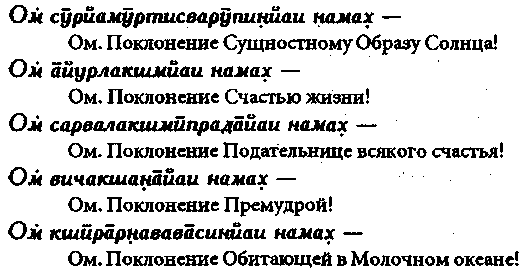 Ом̇ сӯрйамӯртисварӯпин̣йаи намах̣ —
Ом. Поклонение Сущностному Образу Солнца!
Ом̇ а̄йурлакшмйаи намах̣ —
Ом. Поклонение Счастью жизни!
Ом̇ сарвалакшмӣпрада̄йаи намах̣ —
Ом. Поклонение Подательнице всякого счастья!
Ом̇ вичакшан̣а̄йаи намах̣ —
Ом. Поклонение Премудрой!
Ом̇ кшӣра̄рн̣авава̄синйаи намах̣ —
Ом. Поклонение Обитающей в Молочном океане!